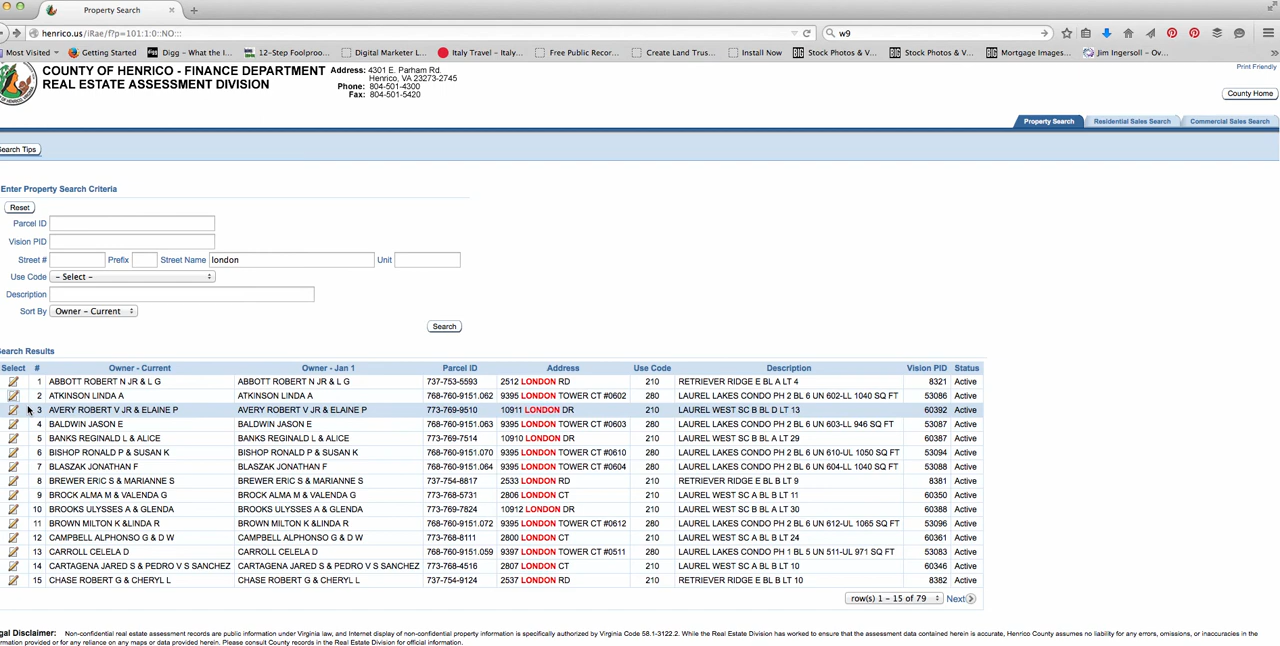 Property Search
henrico.us/iRae/f?p=101:1:0::NO:::
w9
Most Visited
Getting Started
Digg - What the I...
12-Step Foolproo...
Digital Marketer L...
Italy Travel – Italy...
Free Public Recor...
Create Land Trus...
Install Now
Stock Photos & V...
Stock Photos & V...
Mortgage Images...
Jim Ingersoll - Ov...
Print Friendly
COUNTY OF HENRICO - FINANCE DEPARTMENT
REAL ESTATE ASSESSMENT DIVISION
Address: 4301 E. Parham Rd.
Henrico, VA 23273-2745
Phone: 804-501-4300
Fax: 804-501-5420
County Home
Property Search Residential Sales Search Commercial Sales Search
Search Tips
Enter Property Search Criteria
Reset
Parcel ID
Vision PID
Street # Prefix Street Name london Unit
Use Code – Select –
Description
Sort By Owner – Current
Search
Search Results
Select # Owner - Current Owner - Jan 1 Parcel ID Address Use Code Description Vision PID Status
1 ABBOTT ROBERT N JR & L G ABBOTT ROBERT N JR & L G 737-753-5593 2512 LONDON RD 210 RETRIEVER RIDGE E BL A LT 4 8321 Active
2 ATKINSON LINDA A ATKINSON LINDA A 768-760-9151.062 9395 LONDON TOWER CT #0602 280 LAUREL LAKES CONDO PH 2 BL 6 UN 602-LL 1040 SQ FT 53086 Active
3 AVERY ROBERT V JR & ELAINE P AVERY ROBERT V JR & ELAINE P 773-769-9510 10911 LONDON DR 210 LAUREL WEST SC B BL D LT 13 60392 Active
4 BALDWIN JASON E BALDWIN JASON E 768-760-9151.063 9395 LONDON TOWER CT #0603 280 LAUREL LAKES CONDO PH 2 BL 6 UN 603-LL 946 SQ FT 53087 Active
5 BANKS REGINALD L & ALICE BANKS REGINALD L & ALICE 773-769-7514 10910 LONDON DR 210 LAUREL WEST SC B BL A LT 29 60387 Active
6 BISHOP RONALD P & SUSAN K BISHOP RONALD P & SUSAN K 768-760-9151.070 9395 LONDON TOWER CT #0610 280 LAUREL LAKES CONDO PH 2 BL 6 UN 610-UL 1050 SQ FT 53094 Active
7 BLASZAK JONATHAN F BLASZAK JONATHAN F 768-760-9151.064 9395 LONDON TOWER CT #0604 280 LAUREL LAKES CONDO PH 2 BL 6 UN 604-LL 1040 SQ FT 53088 Active
8 BREWER ERIC S & MARIANNE S BREWER ERIC S & MARIANNE S 737-754-8817 2533 LONDON RD 210 RETRIEVER RIDGE E BL B LT 9 8381 Active
9 BROCK ALMA M & VALENDA G BROCK ALMA M & VALENDA G 773-768-5731 2806 LONDON CT 210 LAUREL WEST SC A BL B LT 11 60350 Active
10 BROOKS ULYSSES A & GLENDA BROOKS ULYSSES A & GLENDA 773-769-7824 10912 LONDON DR 210 LAUREL WEST SC B BL A LT 30 60388 Active
11 BROWN MILTON K &LINDA R BROWN MILTON K &LINDA R 768-760-9151.072 9395 LONDON TOWER CT #0612 280 LAUREL LAKES CONDO PH 2 BL 6 UN 612-UL 1065 SQ FT 53096 Active
12 CAMPBELL ALPHONSO G & D W CAMPBELL ALPHONSO G & D W 773-768-8111 2800 LONDON CT 210 LAUREL WEST SC A BL B LT 24 60361 Active
13 CARROLL CELELA D CARROLL CELELA D 768-760-9151.059 9397 LONDON TOWER CT #0511 280 LAUREL LAKES CONDO PH 1 BL 5 UN 511-UL 971 SQ FT 53083 Active
14 CARTAGENA JARED S & PEDRO V S SANCHEZ CARTAGENA JARED S & PEDRO V S SANCHEZ 773-768-4516 2807 LONDON CT 210 LAUREL WEST SC A BL B LT 10 60346 Active
15 CHASE ROBERT G & CHERYL L CHASE ROBERT G & CHERYL L 737-754-9124 2537 LONDON RD 210 RETRIEVER RIDGE E BL B LT 10 8382 Active
row(s) 1 – 15 of 79 Next
gal Disclaimer: Non-confidential real estate assessment records are public information under Virginia law, and Internet display of non-confidential property information is specifically authorized by Virginia Code 58.1-3122.2. While the Real Estate Division has worked to ensure that the assessment data contained herein is accurate, Henrico County assumes no liability for any errors, omissions, or inaccuracies in the
ormation provided or for any reliance on any maps or data provided herein. Please consult County records in the Real Estate Division for official information.